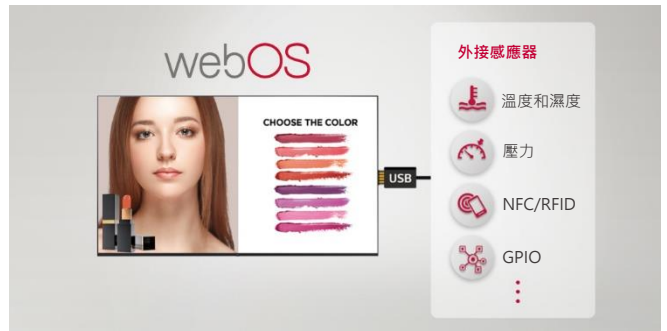 webOS
CHOOSE THE COLOR
USB
外接感應器
溫度和濕度
壓力
NFC/RFID
GPIO